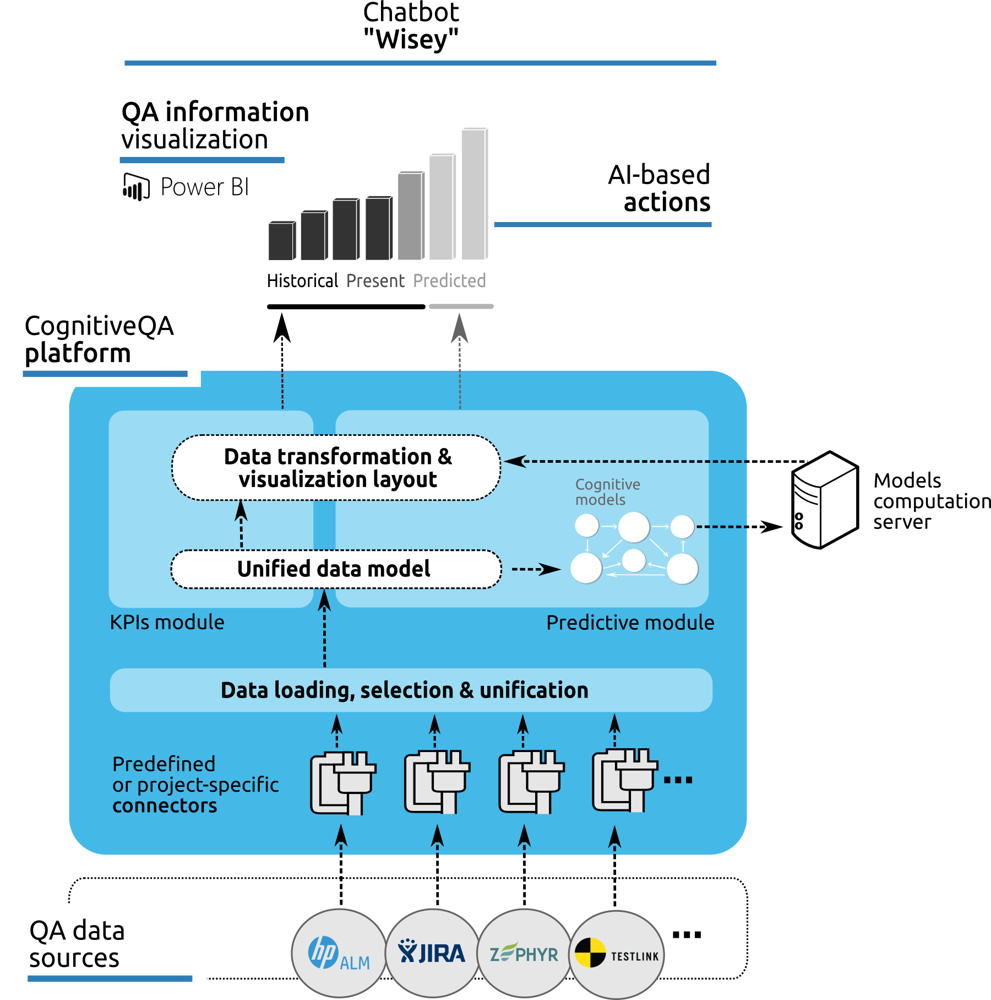 Chatbot
"Wisey"
QA information
visualization
Power BI
AI-based
actions
Historical Present Predicted
CognitiveQA
platform
Data transformation &
visualization layout
Cognitive
models
Models
computation
server
Unified data model
KPIs module
Predictive module
Data loading, selection & unification
Predefined
or project-specific
connectors
...
QA data
sources
hp ALM
JIRA
ZEPHYR
TESTLINK
...